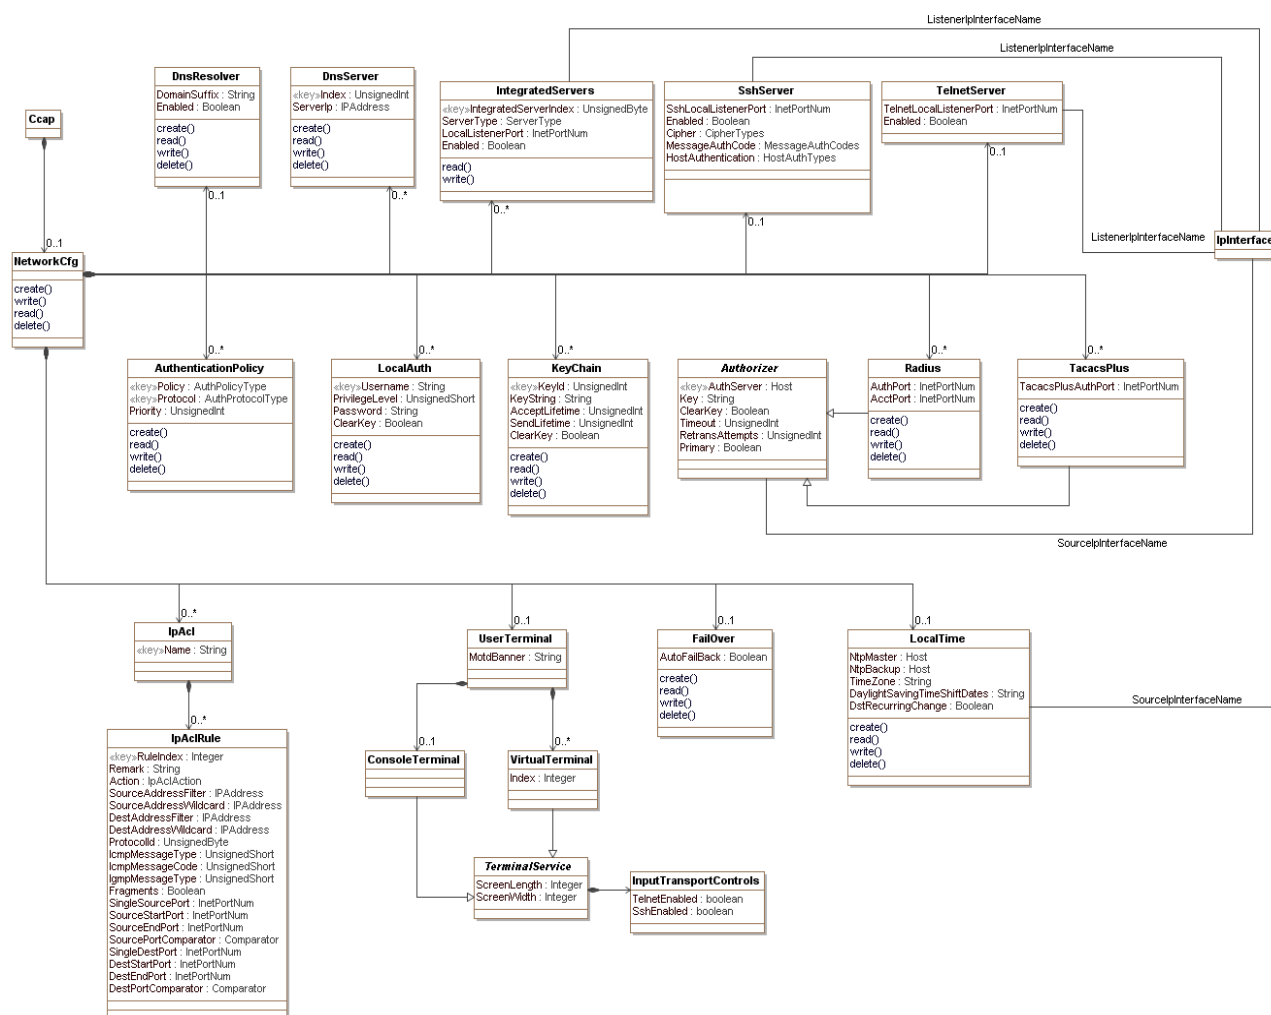 ListenerIpInterfaceName
ListenerIpInterfaceName
Ccap
0..1
DnsResolver
DomainSuffix : String
Enabled : Boolean
create()
read()
write()
delete()
0..1
DnsServer
«key»Index : UnsignedInt
ServerIp : IPAddress
create()
read()
write()
delete()
0..*
IntegratedServers
«key»IntegratedServerIndex : UnsignedByte
ServerType : ServerType
LocalListenerPort : InetPortNum
Enabled : Boolean
read()
write()
0..*
SshServer
SshLocalListenerPort : InetPortNum
Enabled : Boolean
Cipher : CipherTypes
MessageAuthCode : MessageAuthCodes
HostAuthentication : HostAuthTypes
0..1
TelnetServer
TelnetLocalListenerPort : InetPortNum
Enabled : Boolean
0..1
ListenerIpInterfaceName
IpInterface
NetworkCfg
create()
write()
read()
delete()
0..*
AuthenticationPolicy
«key»Policy : AuthPolicyType
«key»Protocol : AuthProtocolType
Priority : UnsignedInt
create()
read()
write()
delete()
0..*
LocalAuth
«key»Username : String
PrivilegeLevel : UnsignedShort
Password : String
ClearKey : Boolean
create()
read()
write()
delete()
0..*
KeyChain
«key»KeyId : UnsignedInt
KeyString : String
AcceptLifetime : UnsignedInt
SendLifetime : UnsignedInt
ClearKey : Boolean
create()
read()
write()
delete()
Authorizer
«key»AuthServer : Host
Key : String
ClearKey : Boolean
Timeout : UnsignedInt
RetransAttempts : UnsignedInt
Primary : Boolean
0..*
Radius
AuthPort : InetPortNum
AcctPort : InetPortNum
create()
read()
write()
delete()
0..*
TacacsPlus
TacacsPlusAuthPort : InetPortNum
create()
read()
write()
delete()
SourceIpInterfaceName
0..*
IpAcl
«key»Name : String
0..*
IpAclRule
«key»RuleIndex : Integer
Remark : String
Action : IpAclAction
SourceAddressFilter : IPAddress
SourceAddressWildcard : IPAddress
DestAddressFilter : IPAddress
DestAddressWildcard : IPAddress
ProtocolId : UnsignedByte
IcmpMessageType : UnsignedShort
IcmpMessageCode : UnsignedShort
IgmpMessageType : UnsignedShort
Fragments : Boolean
SingleSourcePort : InetPortNum
SourceStartPort : InetPortNum
SourceEndPort : InetPortNum
SourcePortComparator : Comparator
SingleDestPort : InetPortNum
DestStartPort : InetPortNum
DestEndPort : InetPortNum
DestPortComparator : Comparator
0..1
UserTerminal
MotdBanner : String
0..1
ConsoleTerminal
0..*
VirtualTerminal
Index : Integer
TerminalService
ScreenLength : Integer
ScreenWidth : Integer
InputTransportControls
TelnetEnabled : boolean
SshEnabled : boolean
0..1
FailOver
AutoFailBack : Boolean
create()
read()
write()
delete()
0..1
LocalTime
NtpMaster : Host
NtpBackup : Host
TimeZone : String
DaylightSavingTimeShiftDates : String
DstRecurringChange : Boolean
create()
read()
write()
delete()
SourceIpInterfaceName